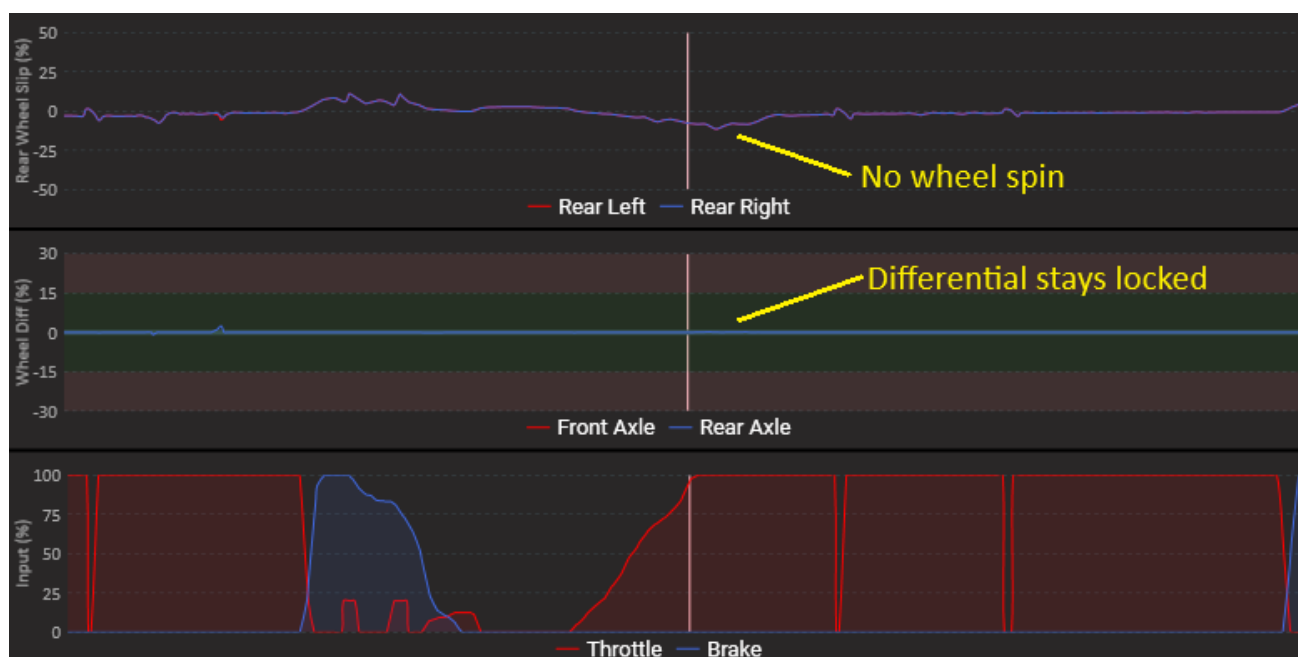 Rear Wheel Slip (%)
50
25
0
-25
-50
No wheel spin
Rear Left Rear Right
Wheel Diff (%)
30
15
0
-15
-30
Differential stays locked
Front Axle Rear Axle
Input (%)
100
75
50
25
0
Throttle Brake